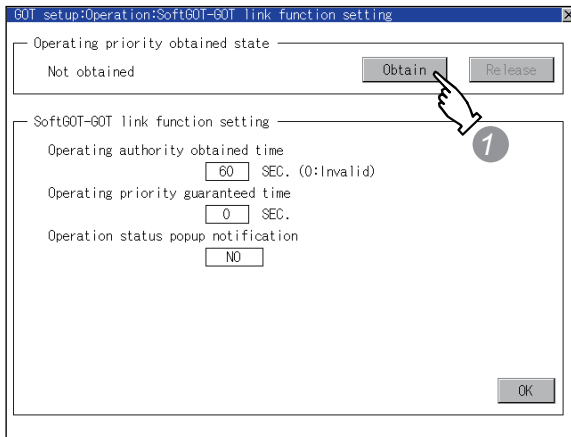 GOT setup:Operation:SoftGOT-GOT link function setting
Operating priority obtained state
Not obtained
Obtain
Release
SoftGOT-GOT link function setting
Operating authority obtained time
60 SEC. (0:Invalid)
Operating priority guaranteed time
0 SEC.
Operation status popup notification
NO
1
OK